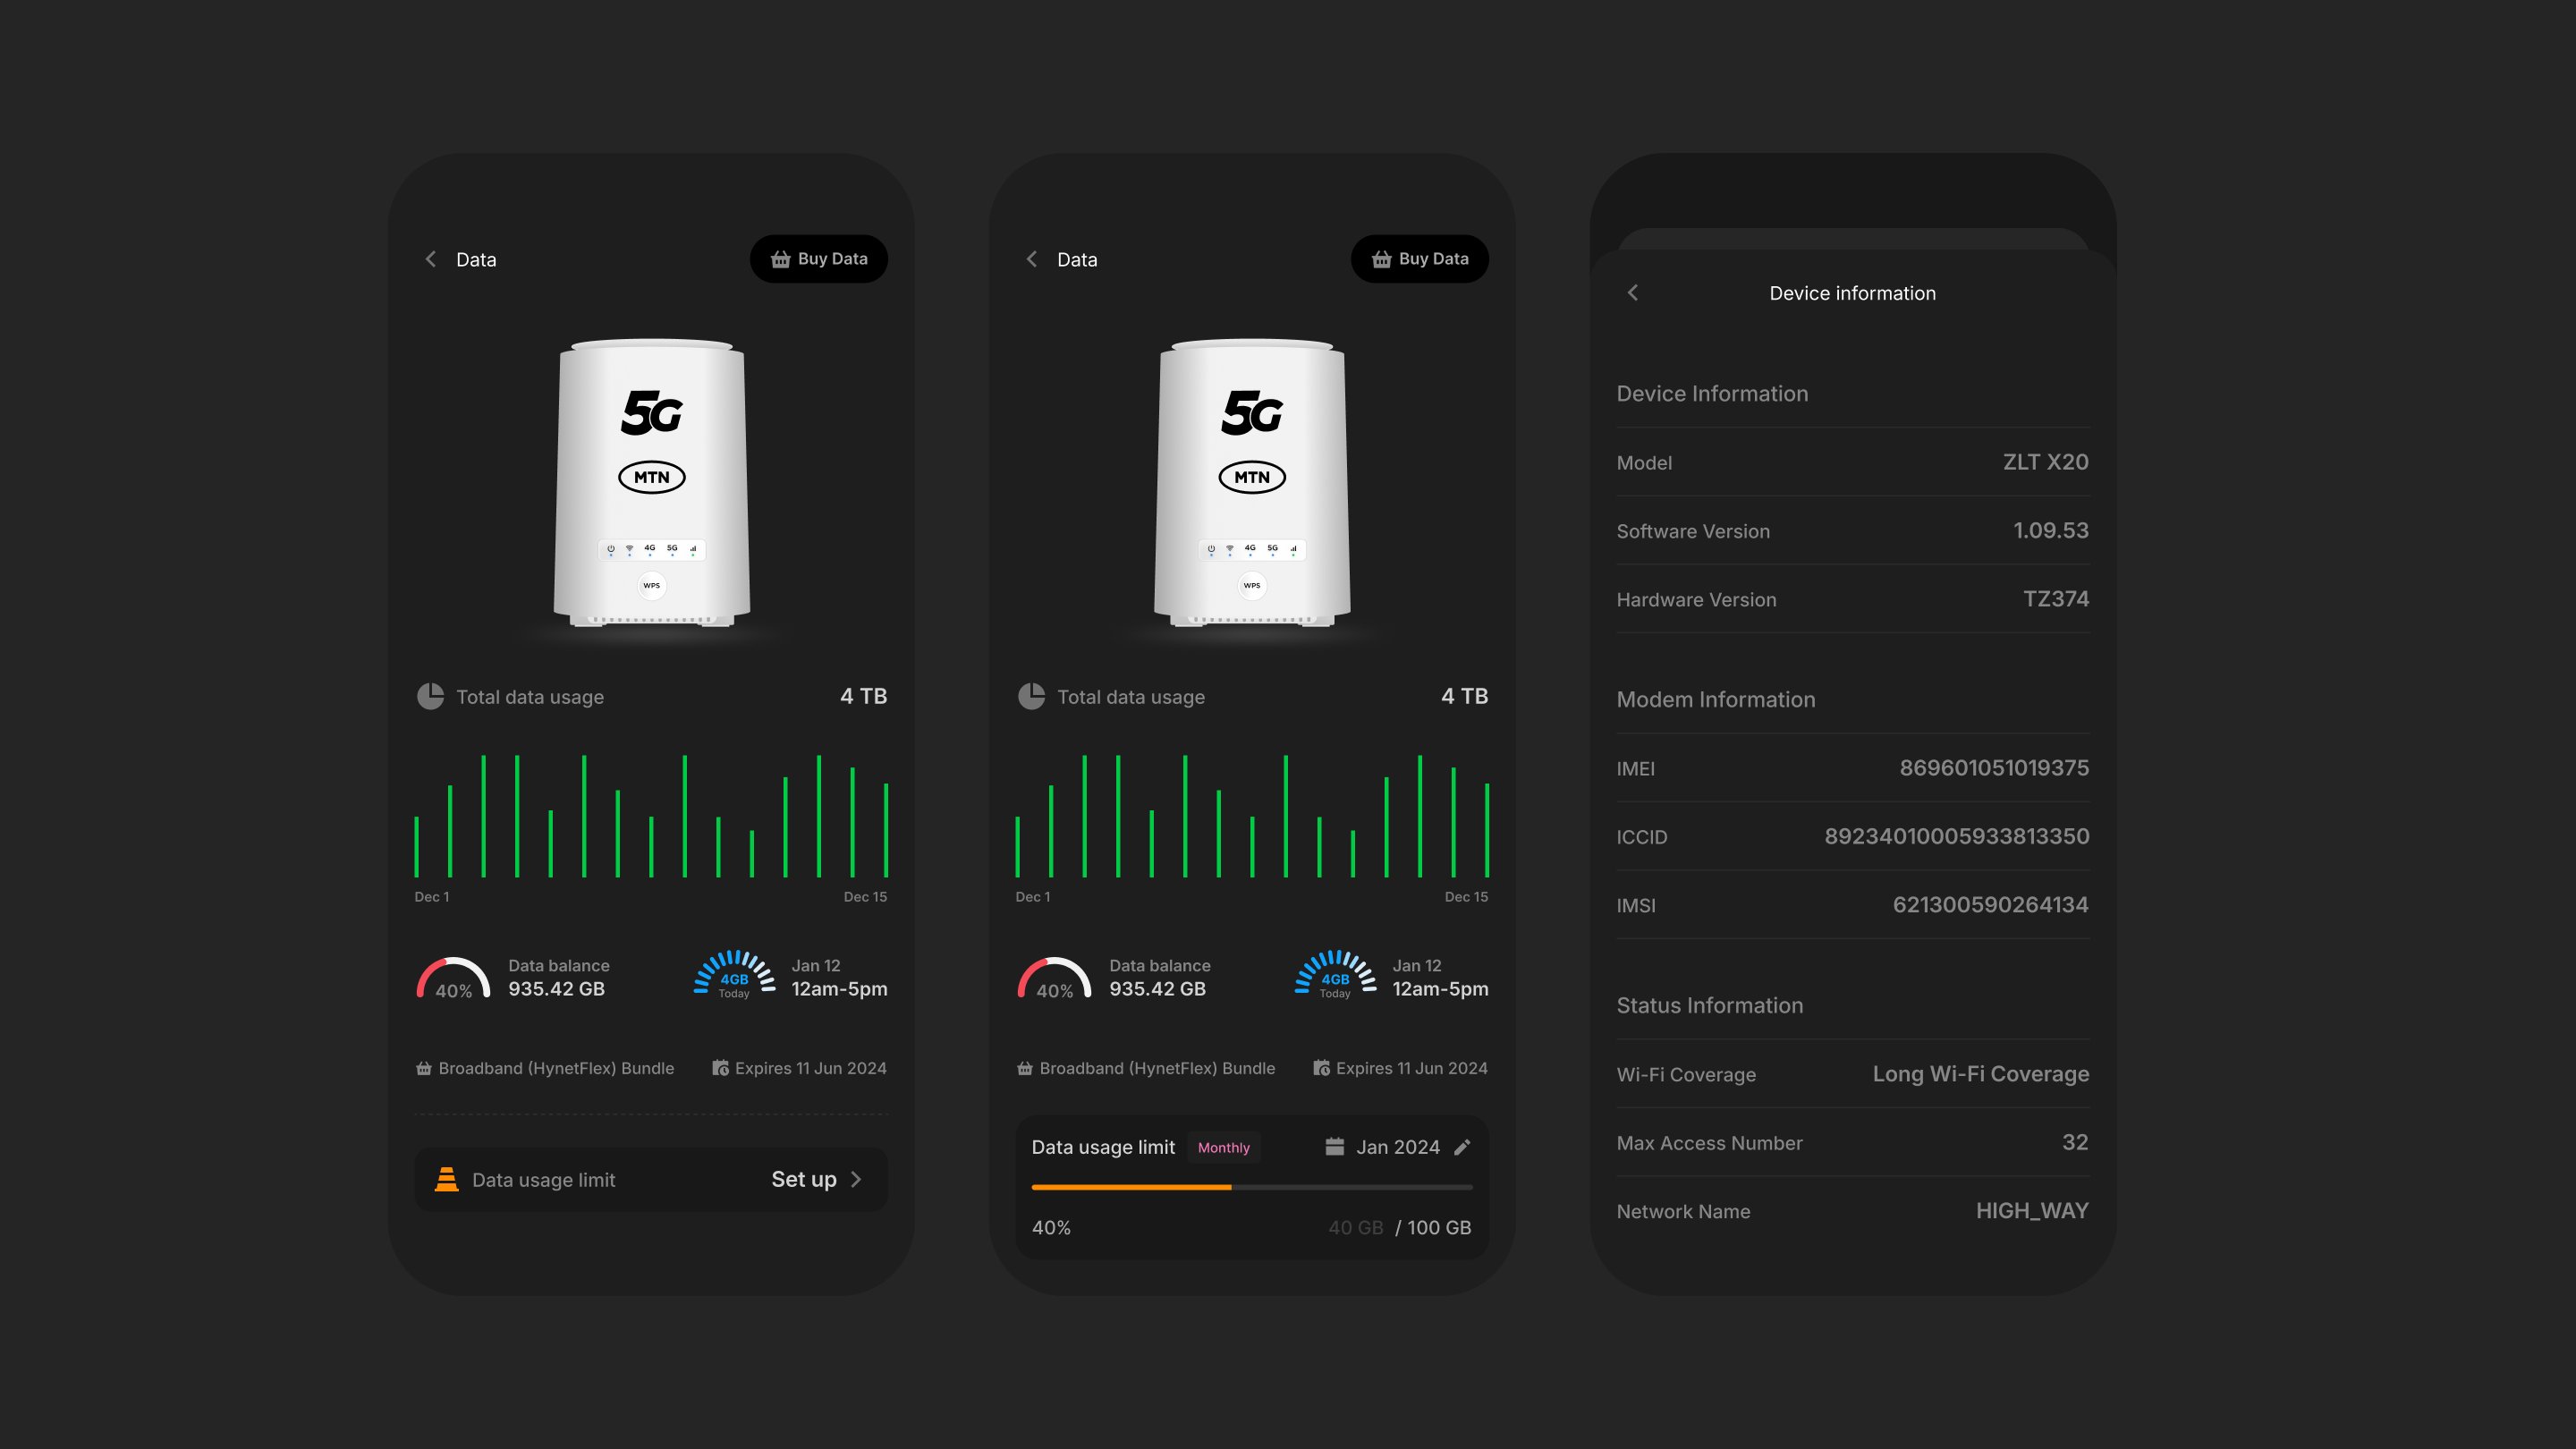 Data
Buy Data
5G
MTN
4G 5G
WPS
Total data usage 4 TB
Dec 1 Dec 15
40%
Data balance
935.42 GB
4GB
Today
Jan 12
12am-5pm
Broadband (HynetFlex) Bundle Expires 11 Jun 2024
Data usage limit Set up
Data
Buy Data
5G
MTN
4G 5G
WPS
Total data usage 4 TB
Dec 1 Dec 15
40%
Data balance
935.42 GB
4GB
Today
Jan 12
12am-5pm
Broadband (HynetFlex) Bundle Expires 11 Jun 2024
Data usage limit Monthly Jan 2024
40% 40 GB / 100 GB
Device information
Device Information
Model ZLT X20
Software Version 1.09.53
Hardware Version TZ374
Modem Information
IMEI 869601051019375
ICCID 89234010005933813350
IMSI 621300590264134
Status Information
Wi-Fi Coverage Long Wi-Fi Coverage
Max Access Number 32
Network Name HIGH_WAY